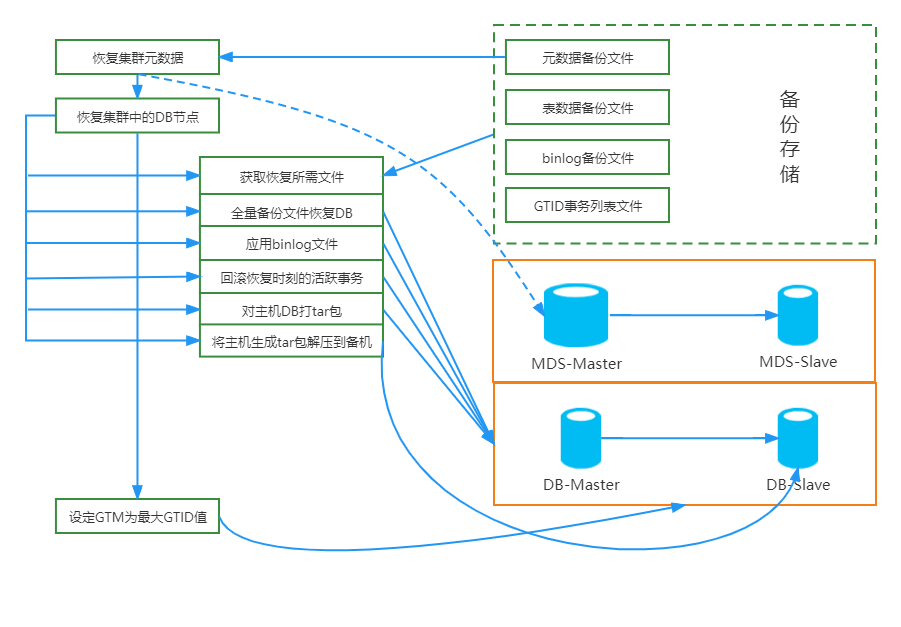 恢复集群元数据
恢复集群中的DB节点
获取恢复所需文件
全量备份文件恢复DB
应用binlog文件
回滚恢复时刻的活跃事务
对主机DB打tar包
将主机生成tar包解压到备机
设定GTM为最大GTID值
元数据备份文件
表数据备份文件
binlog备份文件
GTID事务列表文件
备份存储
MDS-Master
MDS-Slave
DB-Master
DB-Slave